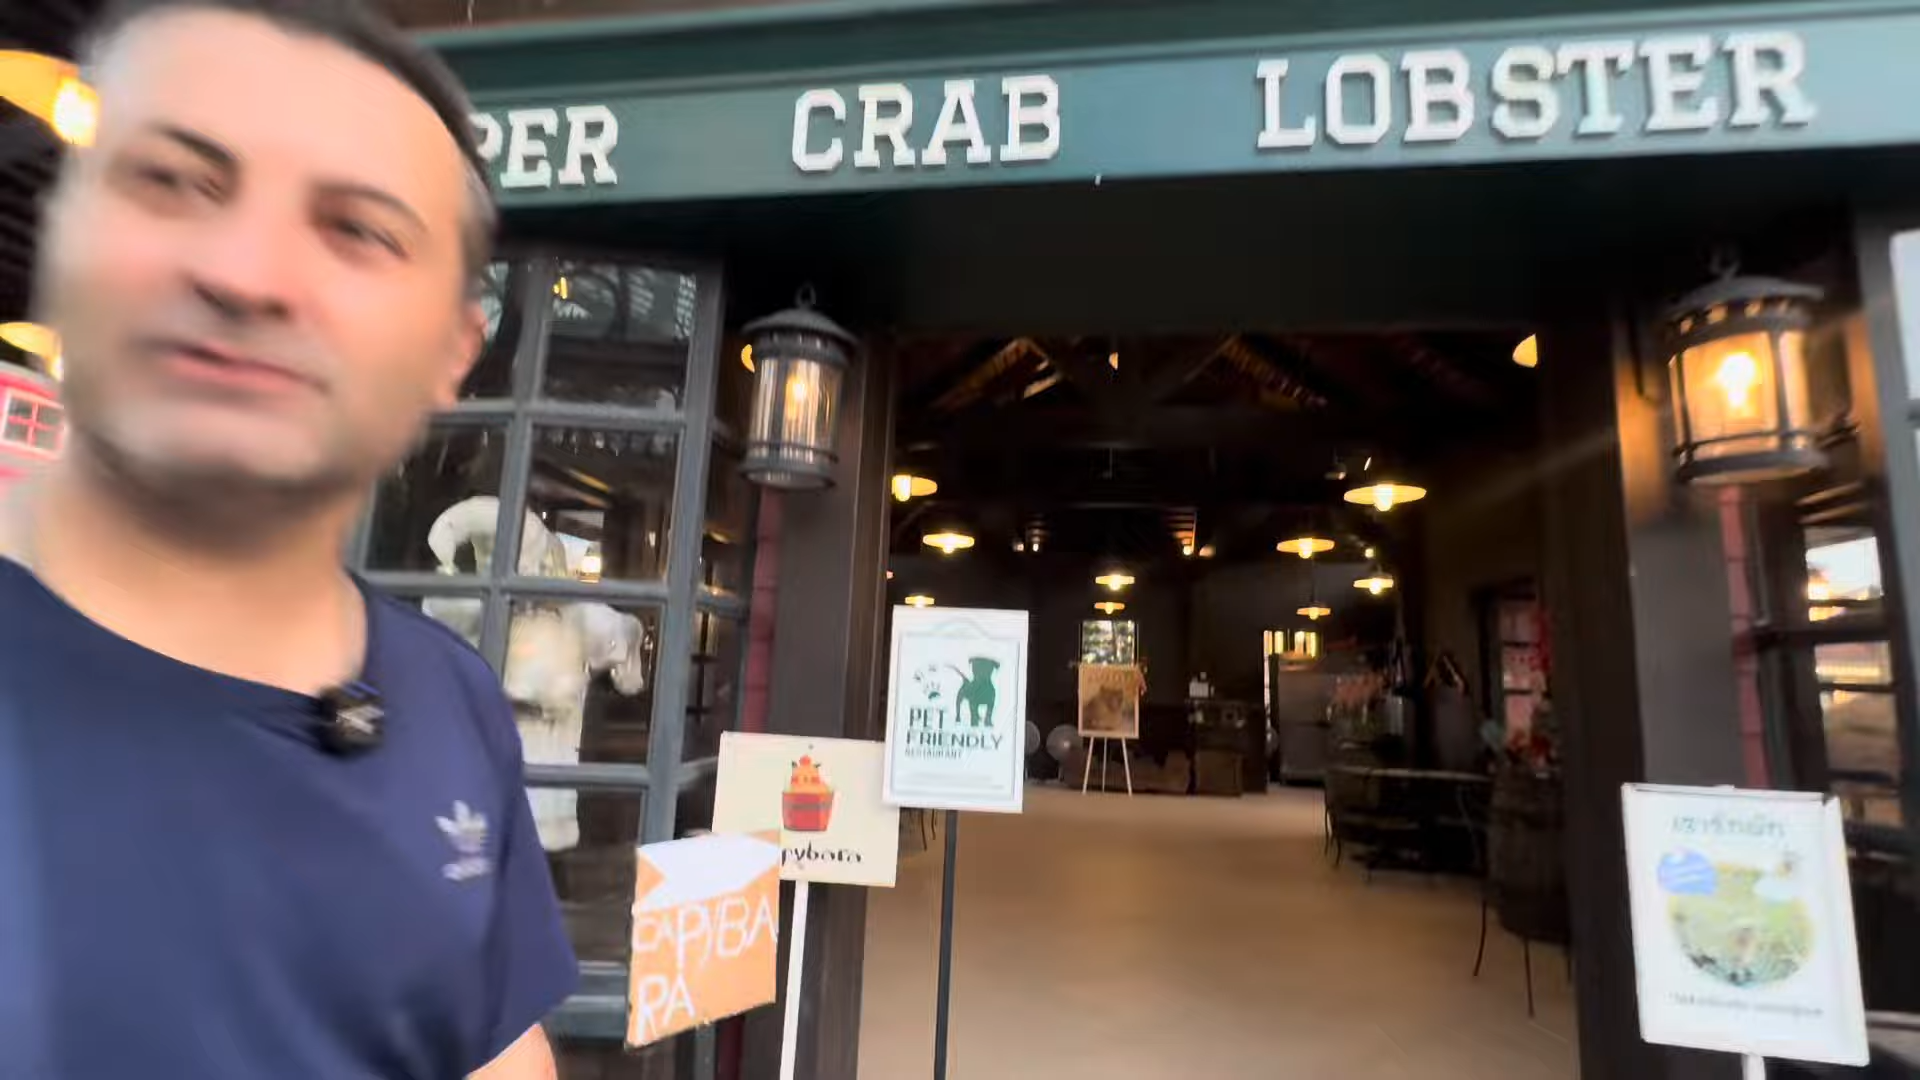 PER CRAB LOBSTER
PET
FRIENDLY
RESTAURANT
pybara
CAPYBA
RA